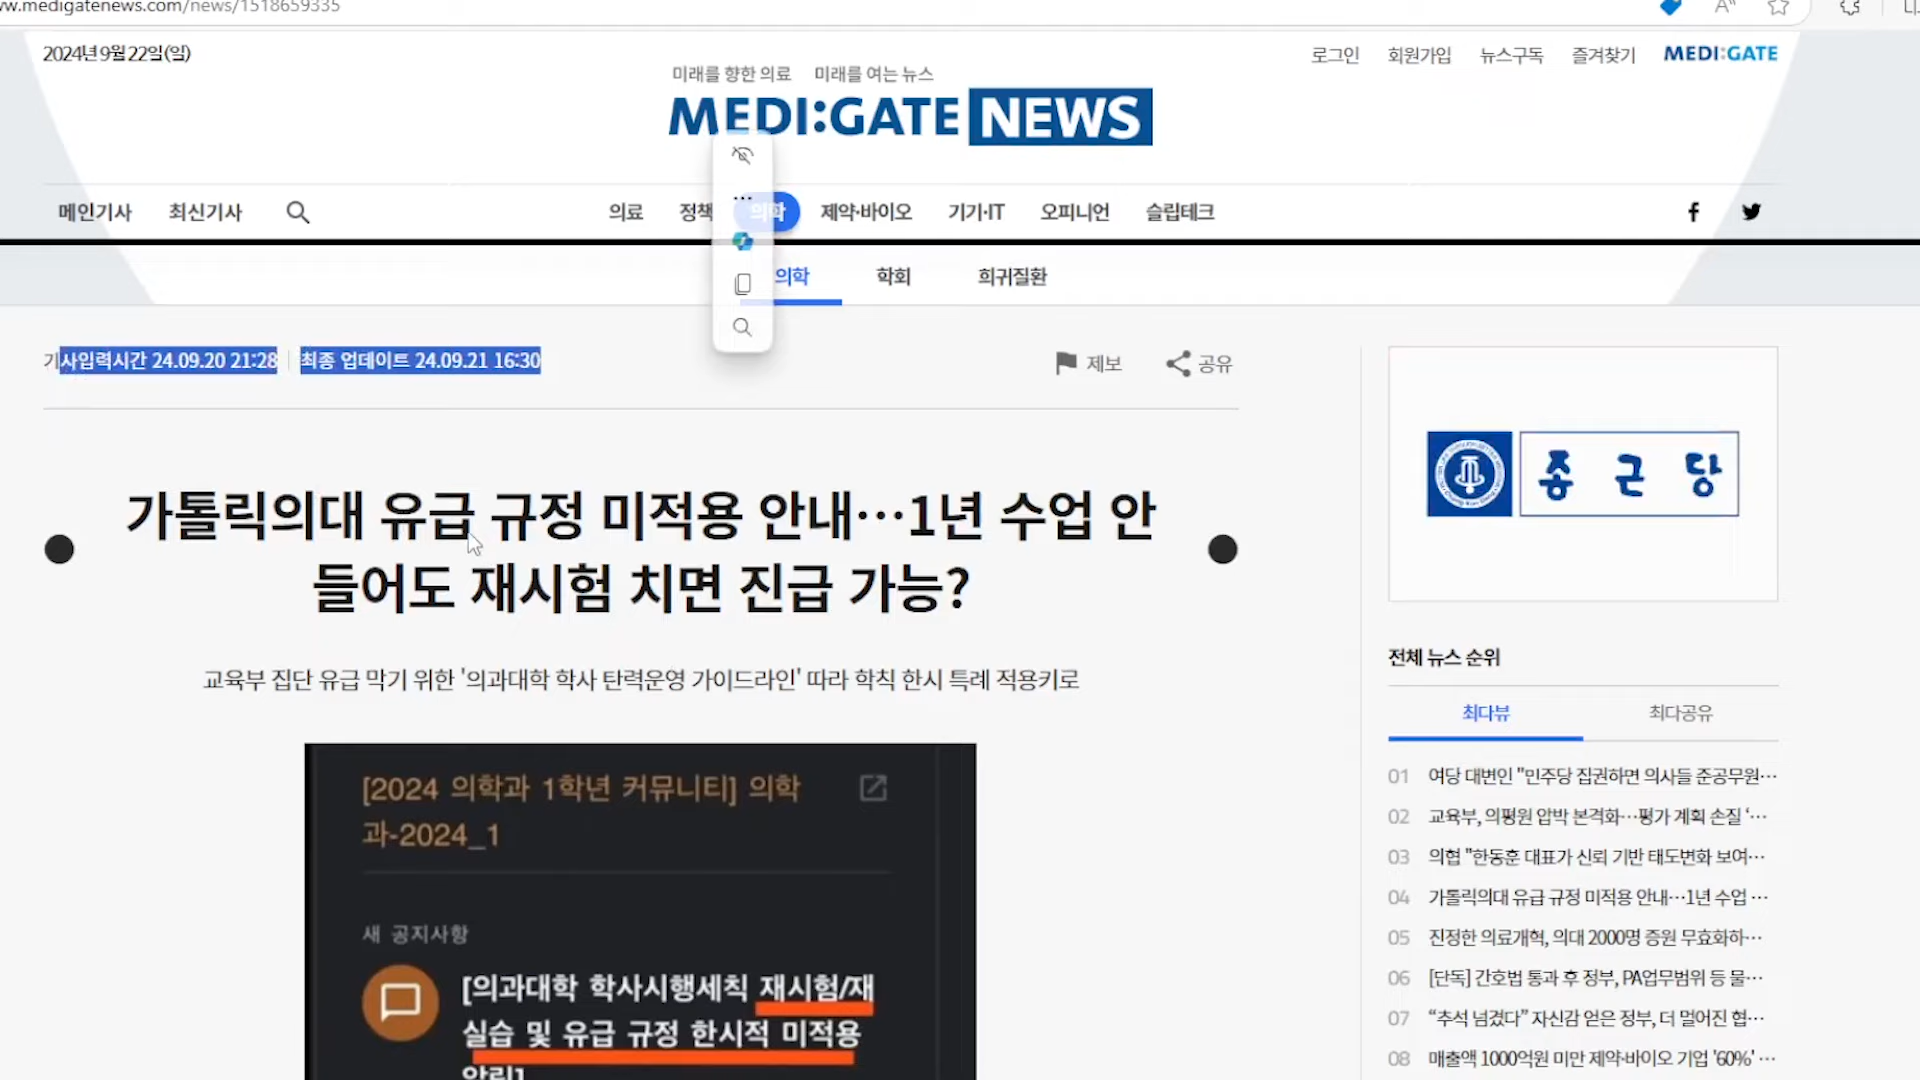 ww.medigatenews.com/news/1518659335
2024년 9월 22일(일)
로그인 회원가입 뉴스구독 즐겨찾기 MEDI:GATE
미래를 향한 의료 미래를 여는 뉴스
MEDI:GATE NEWS
메인기사 최신기사 의료 정책 의학 제약·바이오 기기·IT 오피니언 슬립테크
의학 학회 희귀질환
기사입력시간 24.09.20 21:28 최종 업데이트 24.09.21 16:30
제보 공유
가톨릭의대 유급 규정 미적용 안내…1년 수업 안
들어도 재시험 치면 진급 가능?
교육부 집단 유급 막기 위한 '의과대학 학사 탄력운영 가이드라인' 따라 학칙 한시 특례 적용키로
[2024 의학과 1학년 커뮤니티] 의학
과-2024_1
새 공지사항
[의과대학 학사시행세칙 재시험/재
실습 및 유급 규정 한시적 미적용
알림]
종근당
전체 뉴스 순위
최다뷰 최다공유
01 여당 대변인 "민주당 집권하면 의사들 준공무원…
02 교육부, 의평원 압박 본격화…평가 계획 손질 '…
03 의협 "한동훈 대표가 신뢰 기반 태도변화 보여…
04 가톨릭의대 유급 규정 미적용 안내…1년 수업 …
05 진정한 의료개혁, 의대 2000명 증원 무효화하…
06 [단독] 간호법 통과 후 정부, PA업무범위 등 물…
07 “추석 넘겼다” 자신감 얻은 정부, 더 멀어진 협…
08 매출액 1000억원 미만 제약·바이오 기업 '60%' …